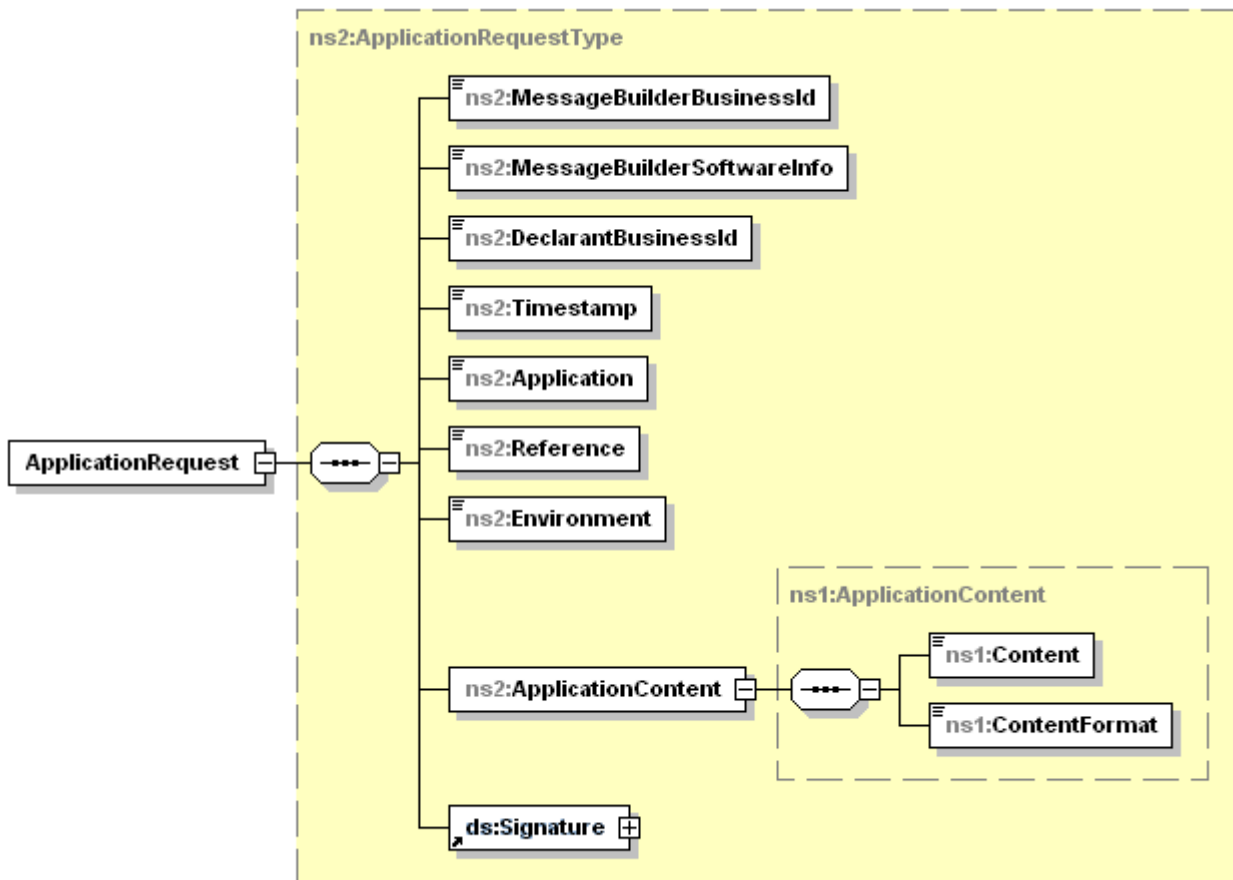 ns2:ApplicationRequestType
ns2:MessageBuilderBusinessId
ns2:MessageBuilderSoftwareInfo
ns2:DeclarantBusinessId
ns2:Timestamp
ns2:Application
ns2:Reference
ApplicationRequest
ns2:Environment
ns1:ApplicationContent
ns1:Content
ns2:ApplicationContent
ns1:ContentFormat
ds:Signature